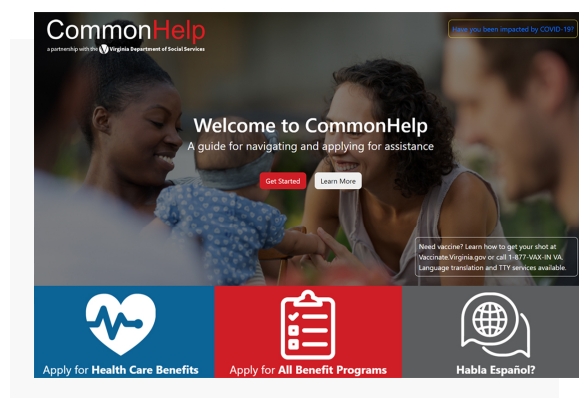 CommonHelp
a partnership with the Virginia Department of Social Services
Have you been impacted by COVID-19?
Welcome to CommonHelp
A guide for navigating and applying for assistance
Get Started
Learn More
Need vaccine? Learn how to get your shot at
Vaccinate.Virginia.gov or call 1-877-VAX-IN VA.
Language translation and TTY services available.
Apply for Health Care Benefits
Apply for All Benefit Programs
Habla Español?